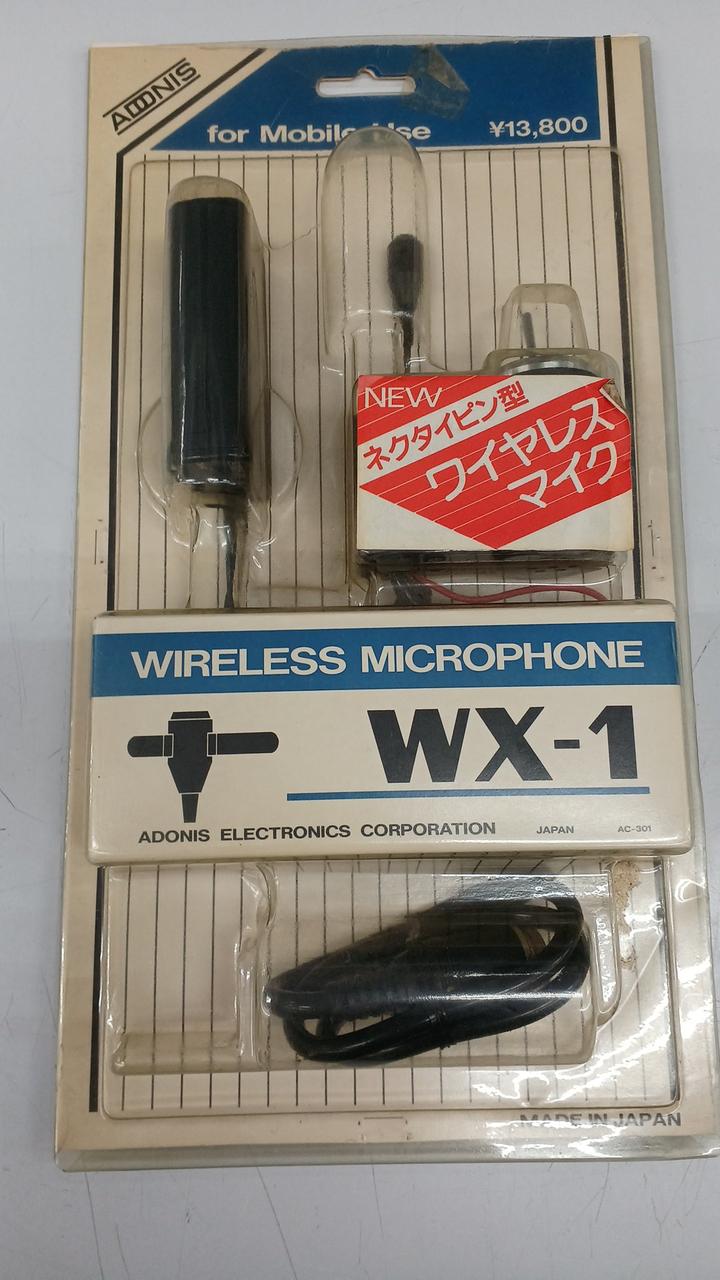 ADONIS
for Mobile Use
¥13,800
NEW
ネクタイピン型
ワイヤレス
マイク
WIRELESS MICROPHONE
WX-1
ADONIS ELECTRONICS CORPORATION JAPAN AC-301
MADE IN JAPAN